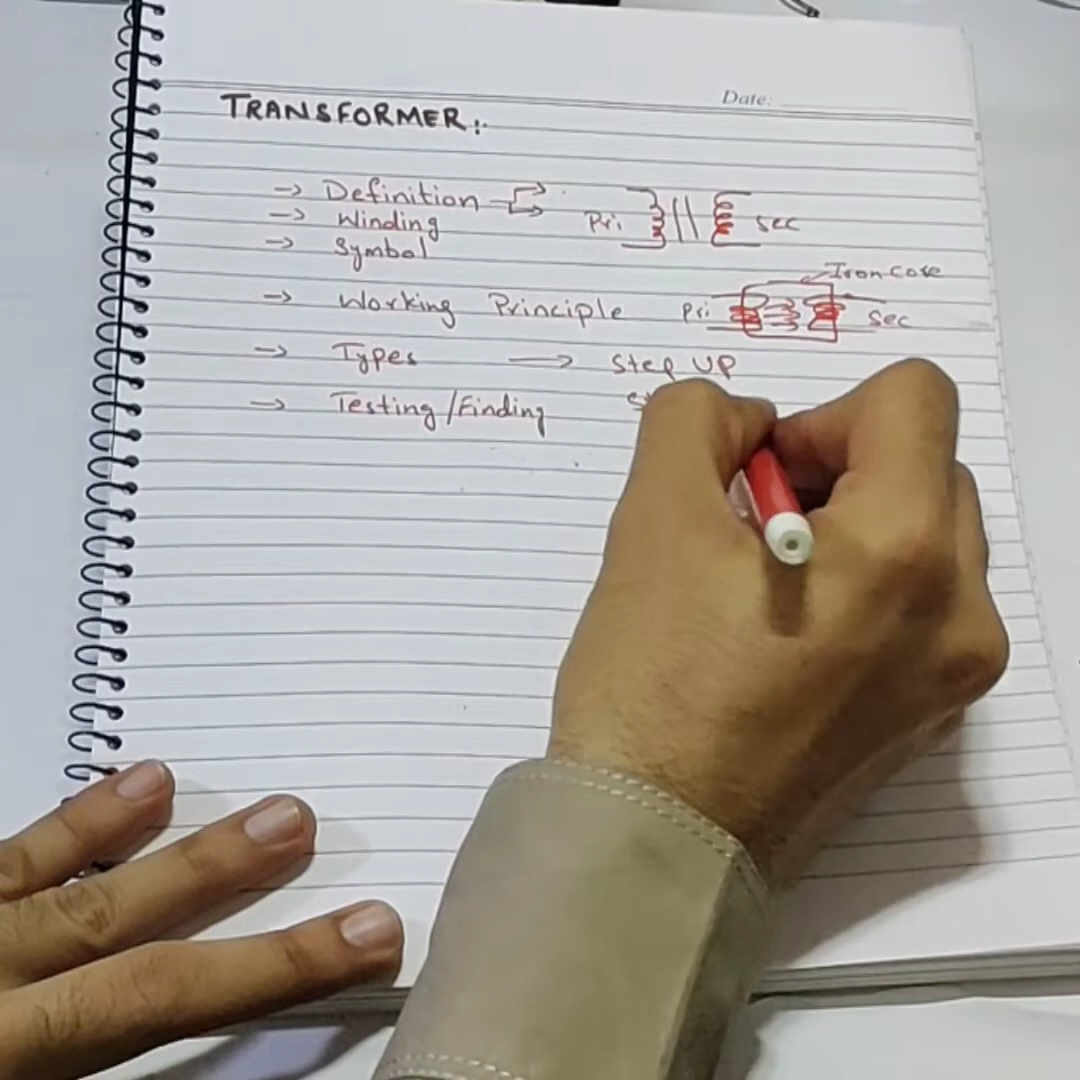 Date:
TRANSFORMER:
→ Definition
→ Winding
→ Symbol
Pri sec
Iron core
→ Working Principle Pri Sec
→ Types → Step UP
→ Testing/Finding